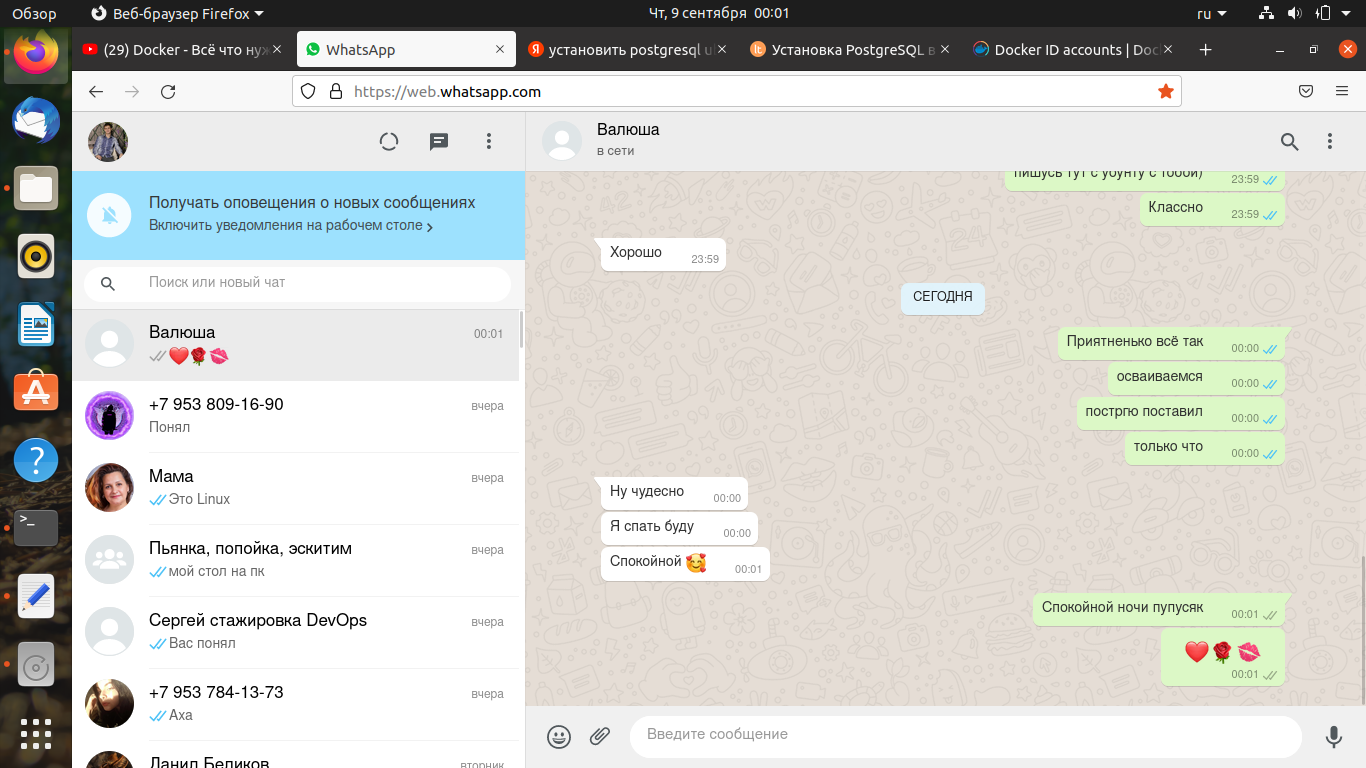 Обзор
Веб-браузер Firefox
Чт, 9 сентября 00:01
ru
(29) Docker - Всё что нуж
WhatsApp
установить postgresql u
Установка PostgreSQL в
Docker ID accounts | Doc
https://web.whatsapp.com
Получать оповещения о новых сообщениях
Включить уведомления на рабочем столе
Поиск или новый чат
Валюша
00:01
❤️🌹💋
+7 953 809-16-90
вчера
Понял
Мама
вчера
Это Linux
Пьянка, попойка, эскитим
вчера
мой стол на пк
Сергей стажировка DevOps
вчера
Вас понял
+7 953 784-13-73
вчера
Аха
Данил Беликов
вторник
Валюша
в сети
пишусь тут с убунту с тобой)
23:59
Классно 23:59
Хорошо 23:59
СЕГОДНЯ
Приятненько всё так 00:00
осваиваемся 00:00
постргю поставил 00:00
только что 00:00
Ну чудесно 00:00
Я спать буду 00:00
Спокойной 🥰 00:01
Спокойной ночи пупусяк 00:01
❤️🌹💋
00:01
Введите сообщение